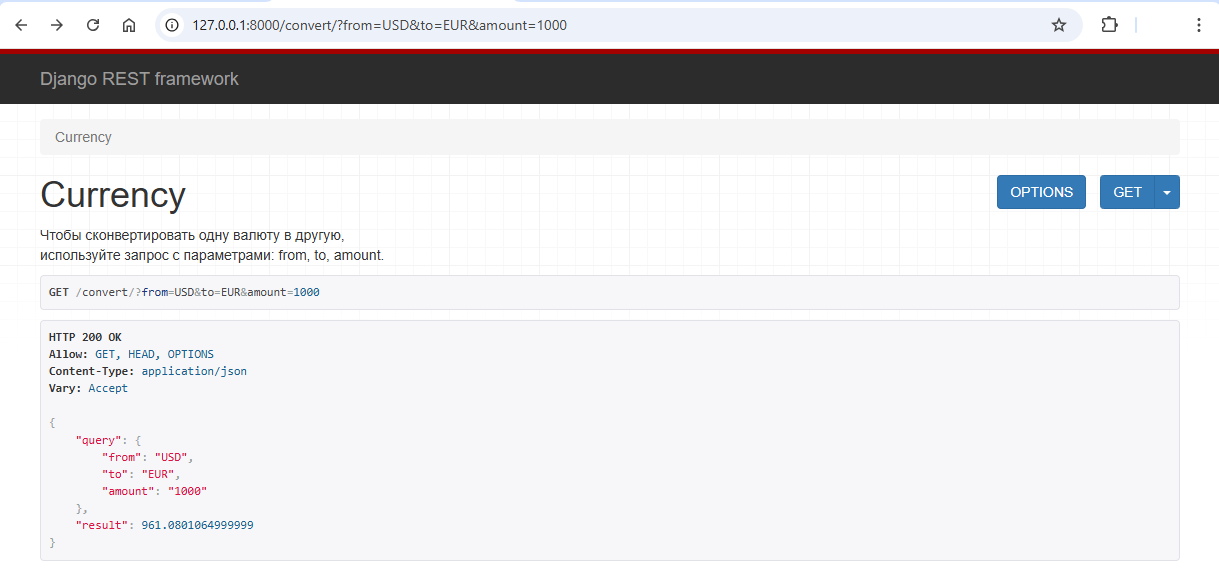 127.0.0.1:8000/convert/?from=USD&to=EUR&amount=1000
Django REST framework
Currency
Currency
OPTIONS
GET
Чтобы сконвертировать одну валюту в другую,
используйте запрос с параметрами: from, to, amount.
GET /convert/?from=USD&to=EUR&amount=1000
HTTP 200 OK
Allow: GET, HEAD, OPTIONS
Content-Type: application/json
Vary: Accept
{
    "query": {
        "from": "USD",
        "to": "EUR",
        "amount": "1000"
    },
    "result": 961.0801064999999
}